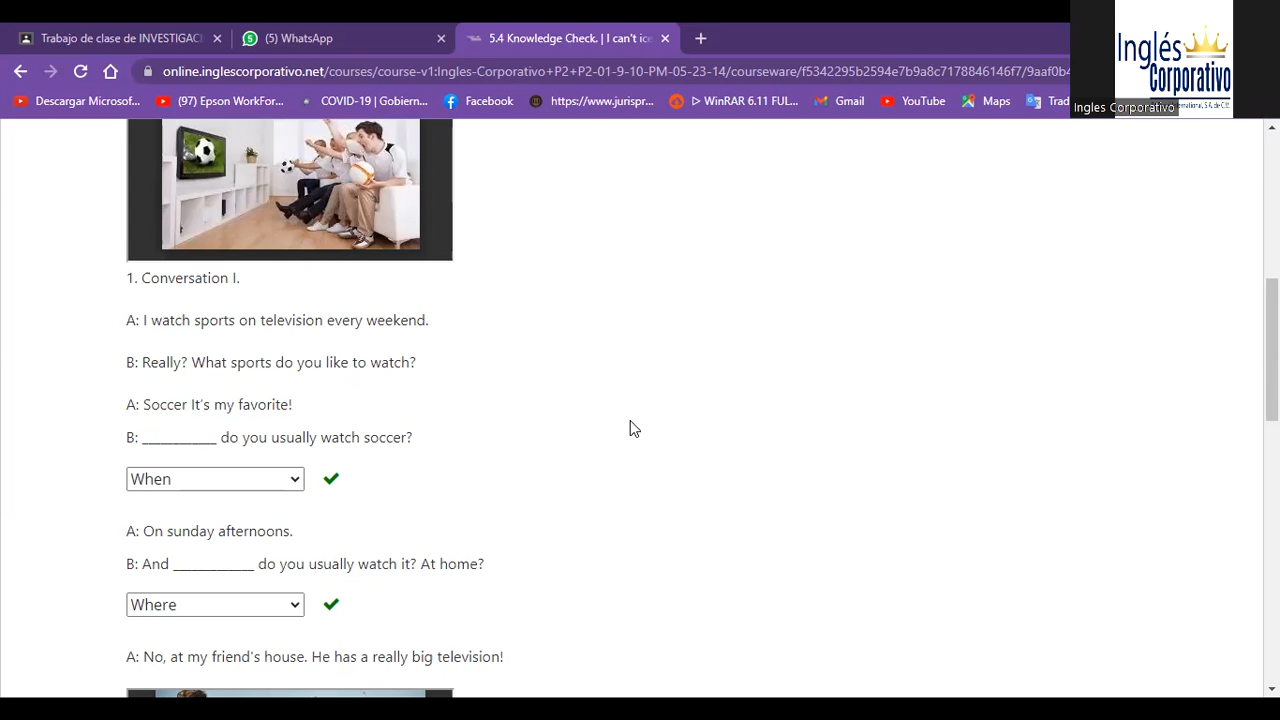 Trabajo de clase de INVESTIGAC
(5) WhatsApp
5.4 Knowledge Check. | I can't ice
online.inglescorporativo.net/courses/course-v1:Ingles-Corporativo+P2+P2-01-9-10-PM-05-23-14/courseware/f5342295b2594e7b9a8c7178846146f7/9aaf0b4
Descargar Microsof...
(97) Epson WorkFor...
COVID-19 | Gobiern...
Facebook
https://www.jurispr...
▷ WinRAR 6.11 FUL...
Gmail
YouTube
Maps
Trad
Inglés
Corporativo
Ingles Corporativo
1. Conversation I.
A: I watch sports on television every weekend.
B: Really? What sports do you like to watch?
A: Soccer It's my favorite!
B: ____________ do you usually watch soccer?
When
A: On sunday afternoons.
B: And _____________ do you usually watch it? At home?
Where
A: No, at my friend's house. He has a really big television!